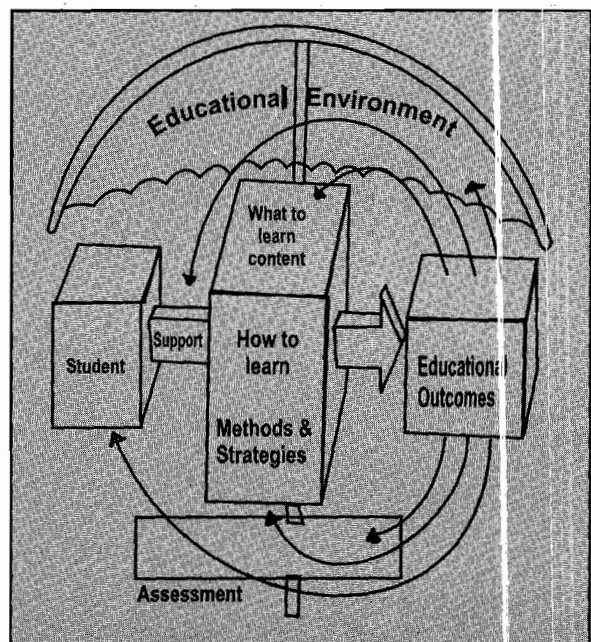 Educational Environment
What to
learn
content
Student
Support
How to
learn
Methods &
Strategies
Educational
Outcomes
Assessment